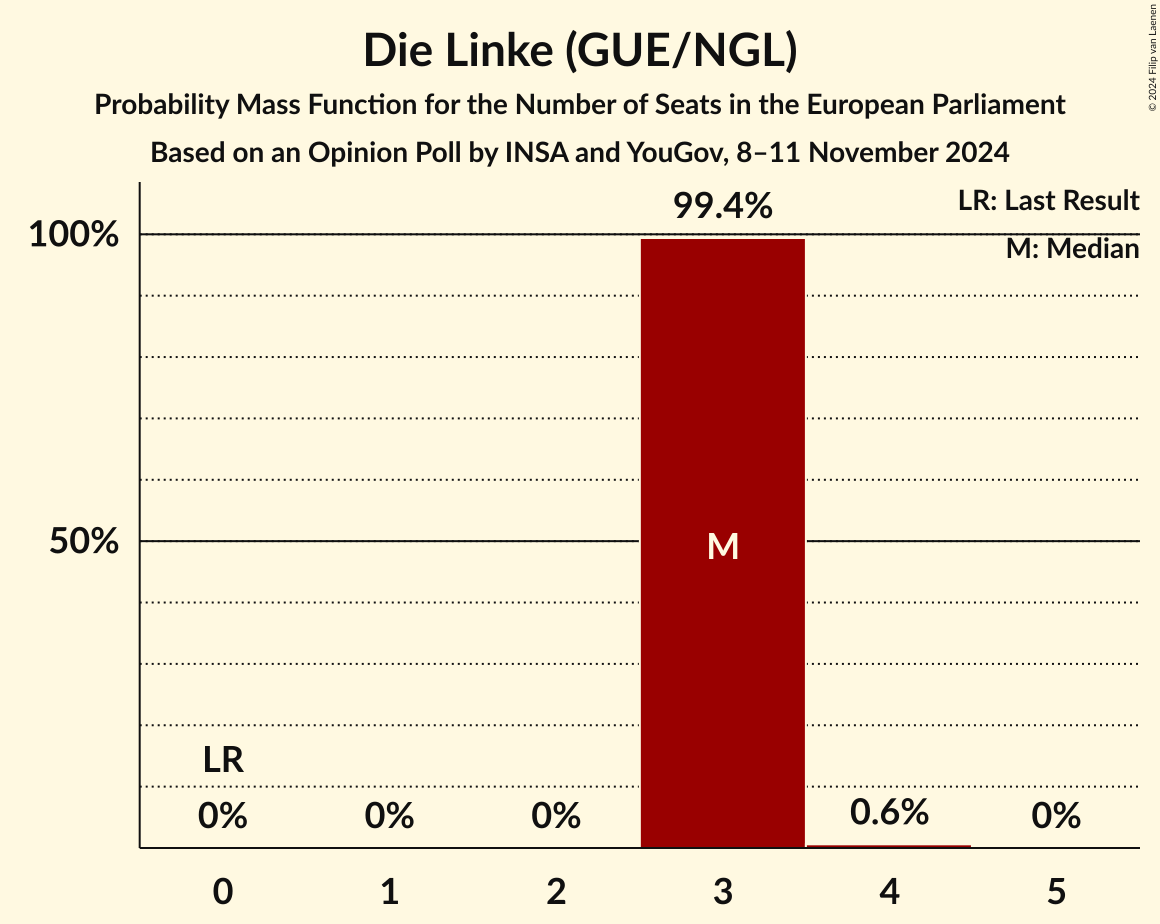 Die Linke (GUE/NGL)
Probability Mass Function for the Number of Seats in the European Parliament
Based on an Opinion Poll by INSA and YouGov, 8–11 November 2024
© 2024 Filip van Laenen
LR: Last Result
M: Median
99.4%
100%
50%
M
LR
0%
0%
0%
0.6%
0%
0
1
2
3
4
5